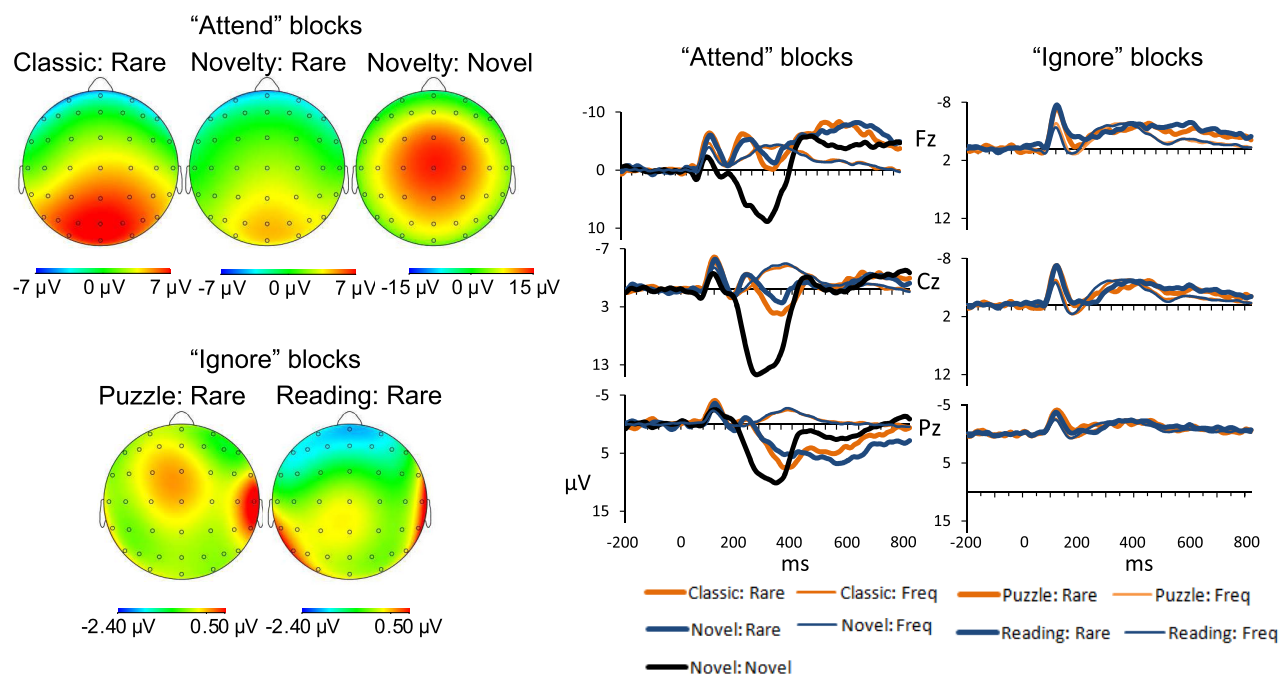 “Attend” blocks
Classic: Rare Novelty: Rare Novelty: Novel
-7 µV 0 µV 7 µV
-7 µV 0 µV 7 µV
-15 µV 0 µV 15 µV
“Ignore” blocks
Puzzle: Rare Reading: Rare
-2.40 µV 0.50 µV
-2.40 µV 0.50 µV
“Attend” blocks
-10
0
10
-7
3
13
-5
5
15
µV
-200 0 200 400 600 800
ms
Fz
Cz
Pz
“Ignore” blocks
-8
2
12
-8
2
12
-5
5
15
-200 0 200 400 600 800
ms
Classic: Rare Classic: Freq
Novel: Rare Novel: Freq
Novel: Novel
Puzzle: Rare Puzzle: Freq
Reading: Rare Reading: Freq